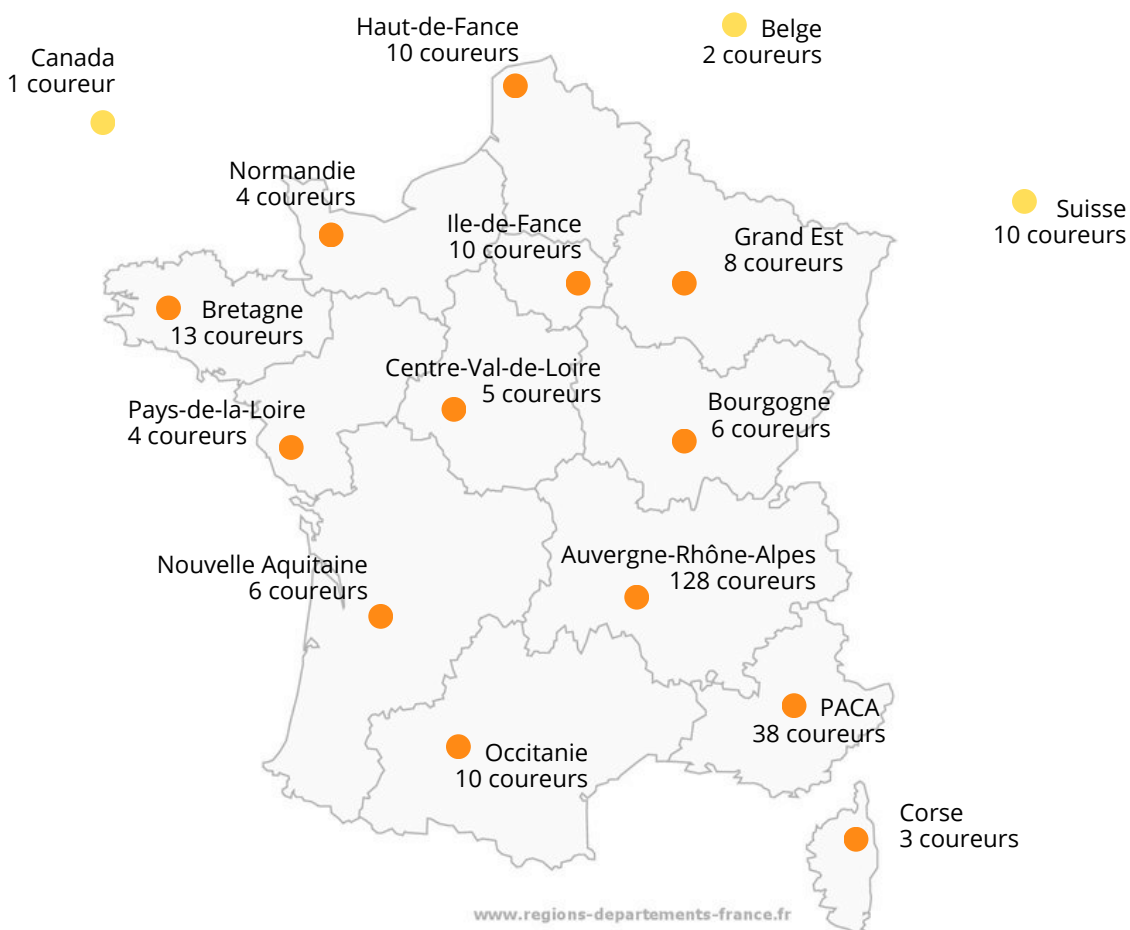 Haut-de-Fance
10 coureurs
Belge
2 coureurs
Canada
1 coureur
Normandie
4 coureurs
Suisse
10 coureurs
Ile-de-Fance
10 coureurs
Grand Est
8 coureurs
Bretagne
13 coureurs
Centre-Val-de-Loire
5 coureurs
Bourgogne
6 coureurs
Pays-de-la-Loire
4 coureurs
Nouvelle Aquitaine
6 coureurs
Auvergne-Rhône-Alpes
128 coureurs
PACA
38 coureurs
Occitanie
10 coureurs
Corse
3 coureurs
www.regions-departements-france.fr